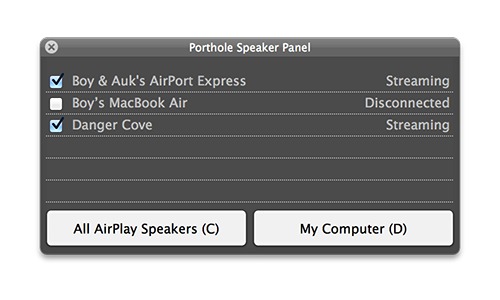 Porthole Speaker Panel
Boy & Auk's AirPort Express Streaming
Boy's MacBook Air Disconnected
Danger Cove Streaming
All AirPlay Speakers (C) My Computer (D)